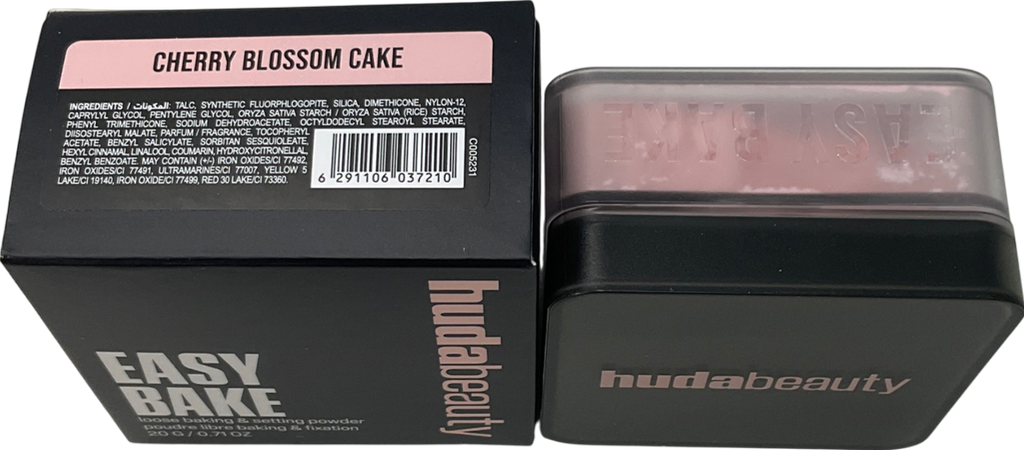 CHERRY BLOSSOM CAKE
INGREDIENTS / المكونات: TALC, SYNTHETIC FLUORPHLOGOPITE, SILICA, DIMETHICONE, NYLON-12,
CAPRYLYL GLYCOL, PENTYLENE GLYCOL, ORYZA SATIVA STARCH / ORYZA SATIVA (RICE) STARCH,
PHENYL TRIMETHICONE, SODIUM DEHYDROACETATE, OCTYLDODECYL STEAROYL STEARATE,
DIISOSTEARYL MALATE, PARFUM / FRAGRANCE, TOCOPHERYL
ACETATE, BENZYL SALICYLATE, SORBITAN SESQUIOLEATE,
HEXYL CINNAMAL, LINALOOL, COUMARIN, HYDROXYCITRONELLAL,
BENZYL BENZOATE. MAY CONTAIN (+/-) IRON OXIDES/CI 77492,
IRON OXIDES/CI 77491, ULTRAMARINES/CI 77007, YELLOW 5
LAKE/CI 19140, IRON OXIDE/CI 77499, RED 30 LAKE/CI 73360.
6 291106 037210
C005231
hudabeauty
EASY
BAKE
loose baking & setting powder
poudre libre baking & fixation
20 G / 0.71 OZ
EASY BAKE
hudabeauty